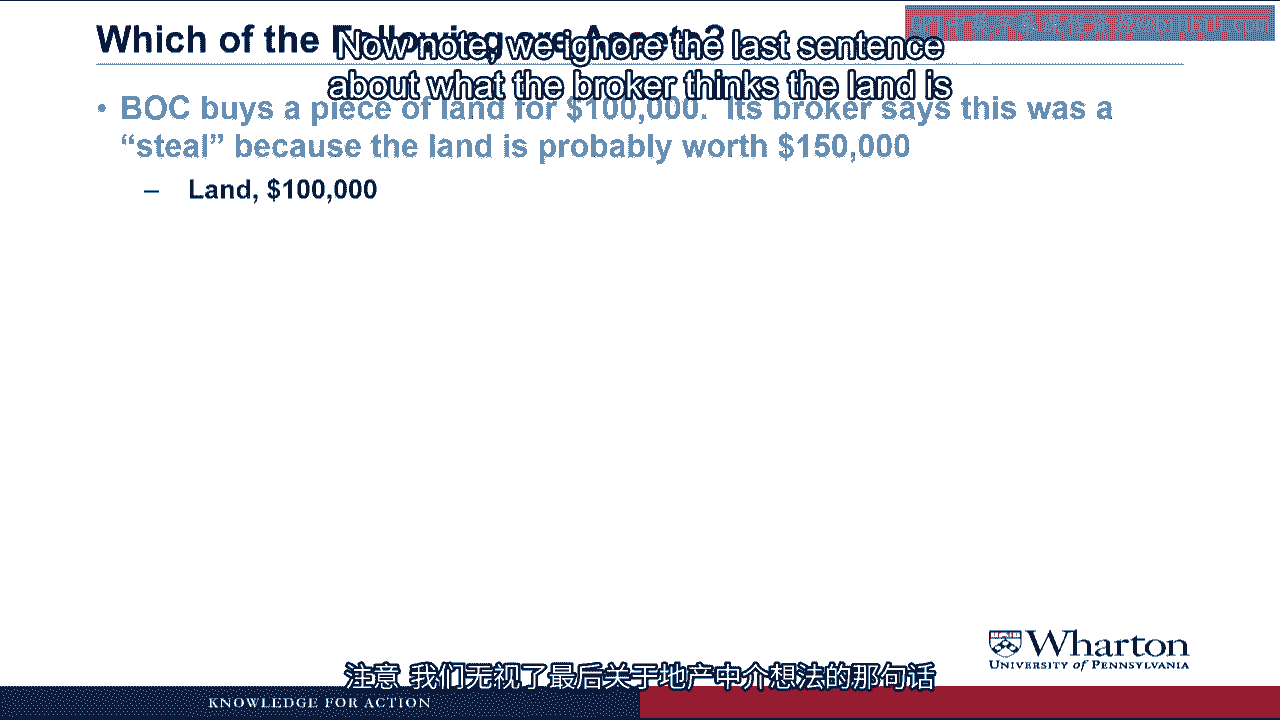 Which of the Following are Assets?
Now note, we ignore the last sentence
about what the broker thinks the land is
• BOC buys a piece of land for $100,000. Its broker says this was a
“steal” because the land is probably worth $150,000
– Land, $100,000
Wharton
UNIVERSITY of PENNSYLVANIA
注意 我们无视了最后关于地产中介想法的那句话
KNOWLEDGE FOR ACTION